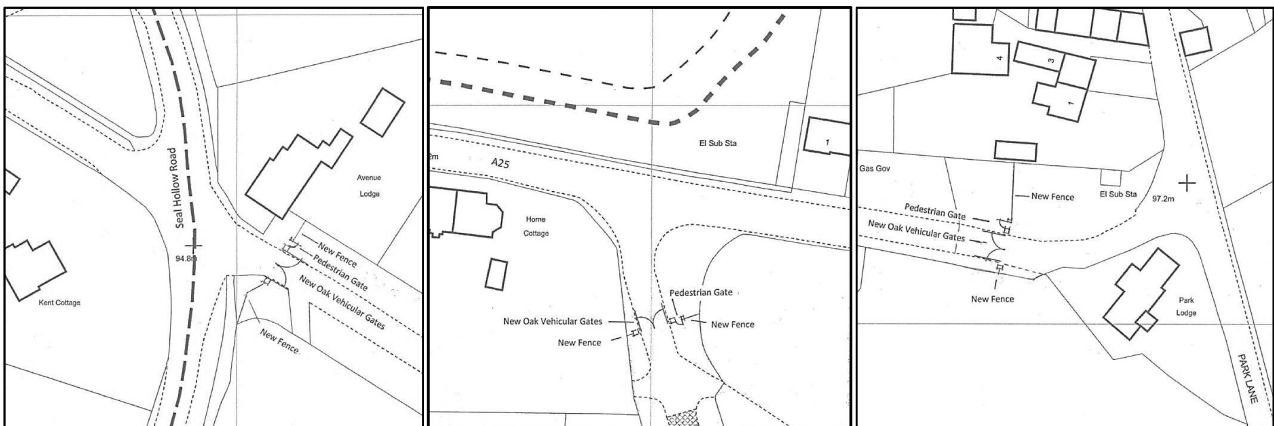 Seal Hollow Road
Avenue
Lodge
94.8m
New Fence
Pedestrian Gate
New Oak Vehicular Gates
Kent Cottage
New Fence
El Sub Sta
1
A25
Home
Cottage
Pedestrian Gate
New Oak Vehicular Gates
New Fence
New Fence
4
3
1
Gas Gov
New Fence
El Sub Sta
97.2m
Pedestrian Gate
New Oak Vehicular Gates
New Fence
Park
Lodge
PARK LANE